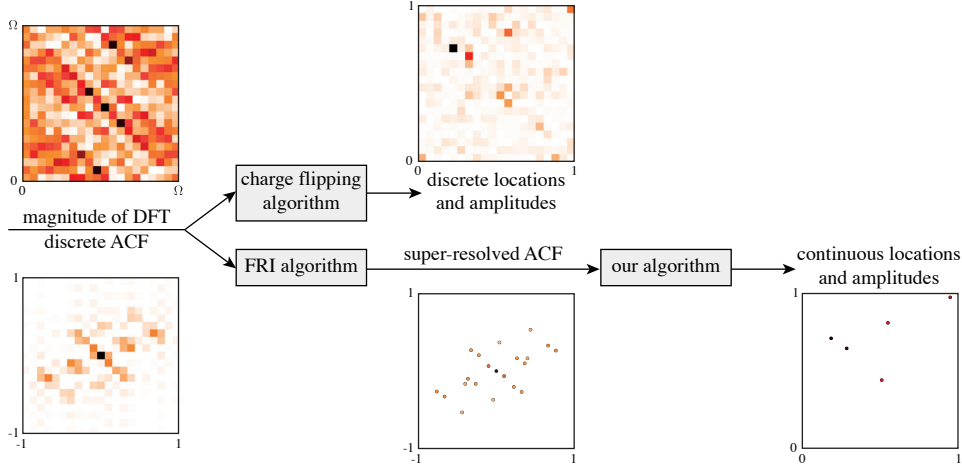 Ω
0
0
Ω
1
0
0
1
charge flipping
algorithm
discrete locations
and amplitudes
magnitude of DFT
discrete ACF
FRI algorithm
super-resolved ACF
our algorithm
continuous locations
and amplitudes
1
-1
-1
1
1
-1
-1
1
1
0
0
1